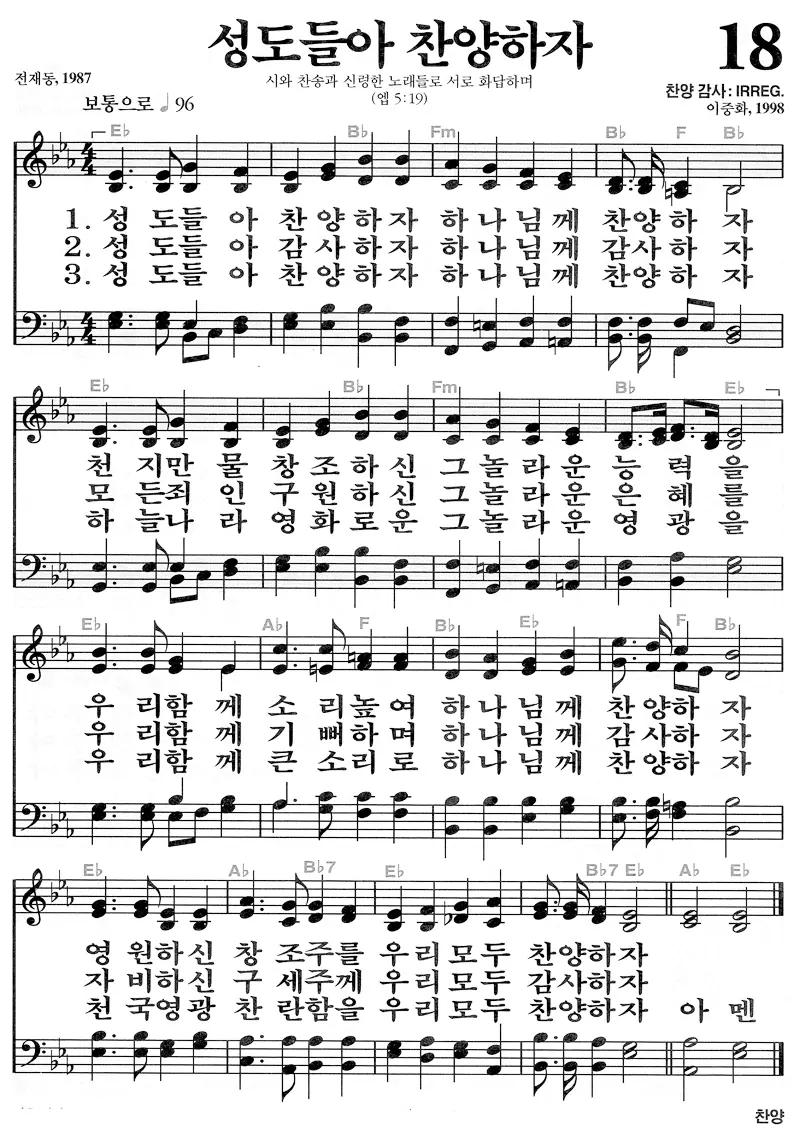 성도들아 찬양하자
18
전재동, 1987
시와 찬송과 신령한 노래들로 서로 화답하며
(엡 5:19)
찬양 감사: IRREG.
이중화, 1998
보통으로 ♩96
E♭ B♭ Fm B♭ F B♭
1. 성 도들 아 찬 양 하 자 하 나 님 께 찬 양 하 자
2. 성 도들 아 감 사 하 자 하 나 님 께 감 사 하 자
3. 성 도들 아 찬 양 하 자 하 나 님 께 찬 양 하 자
E♭ B♭ Fm B♭ E♭
천 지만 물 창 조 하 신 그 놀 라 운 능 력 을
모 든죄 인 구 원 하 신 그 놀 라 운 은 혜 를
하 늘나 라 영 화 로 운 그 놀 라 운 영 광 을
E♭ A♭ F B♭ E♭ F B♭
우 리함 께 소 리높 여 하 나 님 께 찬 양하 자
우 리함 께 기 뻐하 며 하 나 님 께 감 사하 자
우 리함 께 큰 소리 로 하 나 님 께 찬 양하 자
E♭ A♭ B♭7 E♭ B♭7 E♭ A♭ E♭
영 원하 신 창 조주 를 우 리 모 두 찬 양하 자
자 비하 신 구 세주 께 우 리 모 두 감 사하 자
천 국영 광 찬 란함 을 우 리 모 두 찬 양하 자 아 멘
찬양